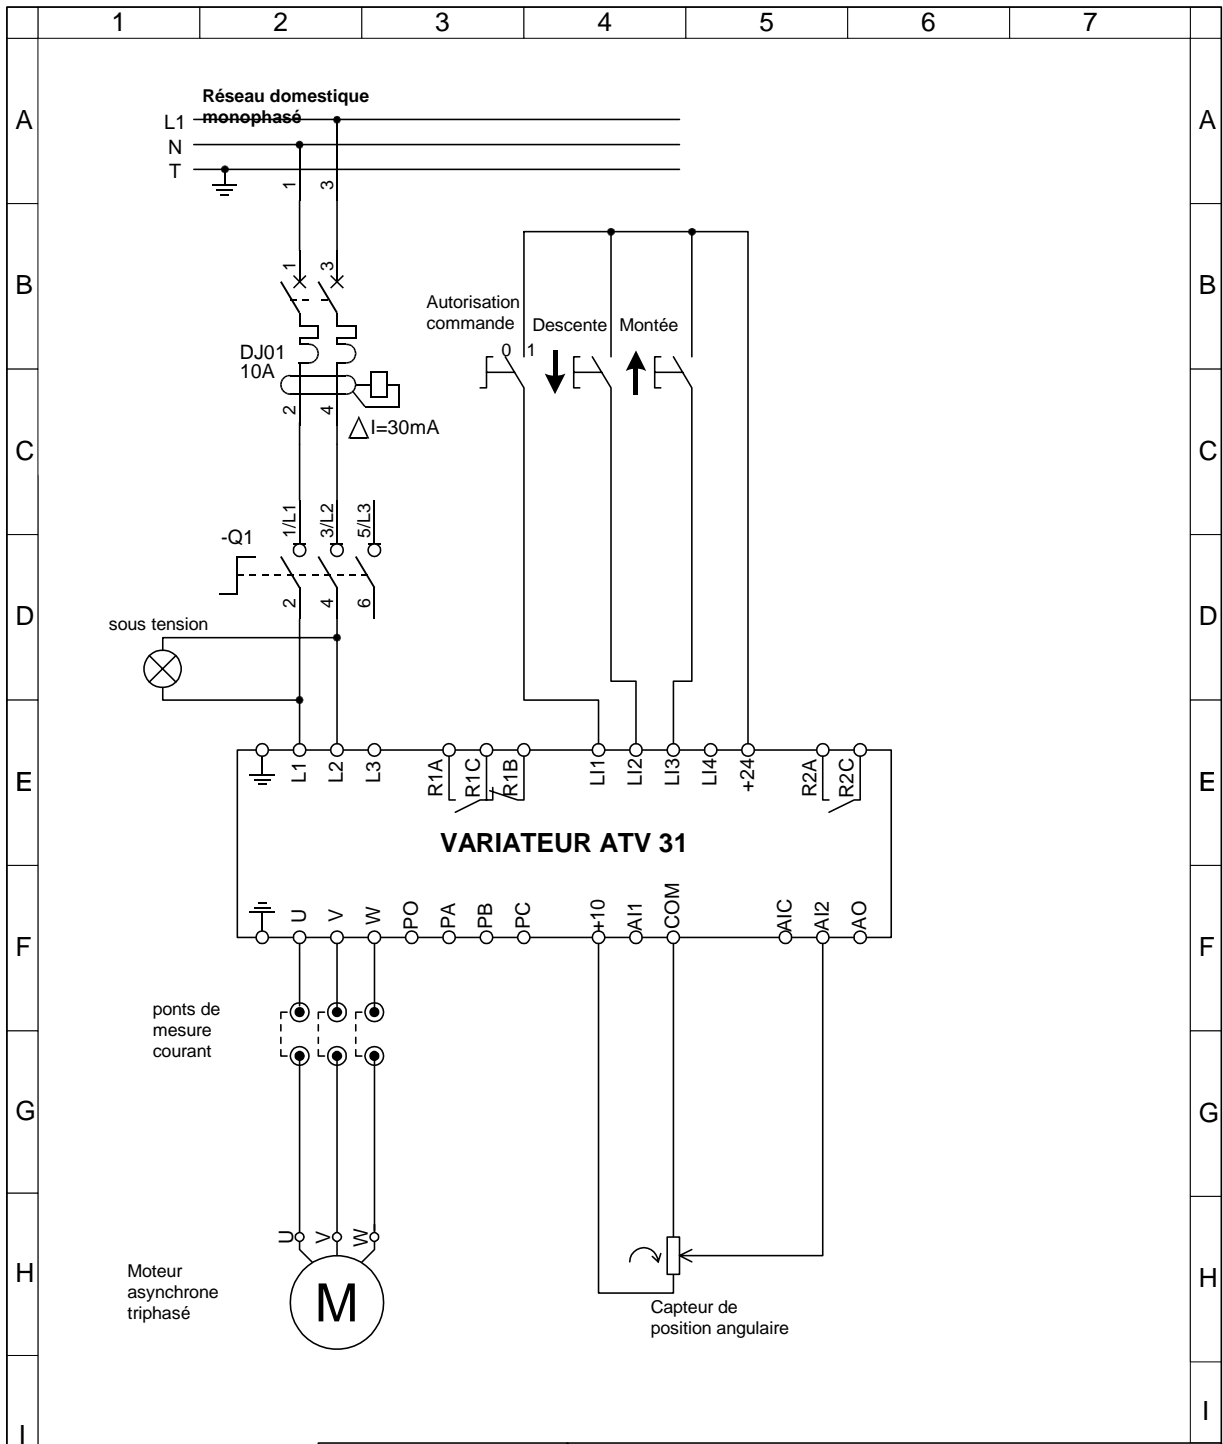 1 2 3 4 5 6 7
A A
Réseau domestique
monophasé
L1
N
T
1 3
B B
1 3
Autorisation
commande
Descente Montée
0 1
DJ01
10A
2 4
△I=30mA
C C
1/L1 3/L2 5/L3
-Q1
2 4 6
D D
sous tension
E E
L1 L2 L3 R1A R1C R1B LI1 LI2 LI3 LI4 +24 R2A R2C
VARIATEUR ATV 31
U V W PO PA PB PC +10 AI1 COM AIC AI2 AO
F F
ponts de
mesure
courant
G G
U V W
H H
Moteur
asynchrone
triphasé
M
Capteur de
position angulaire
I I